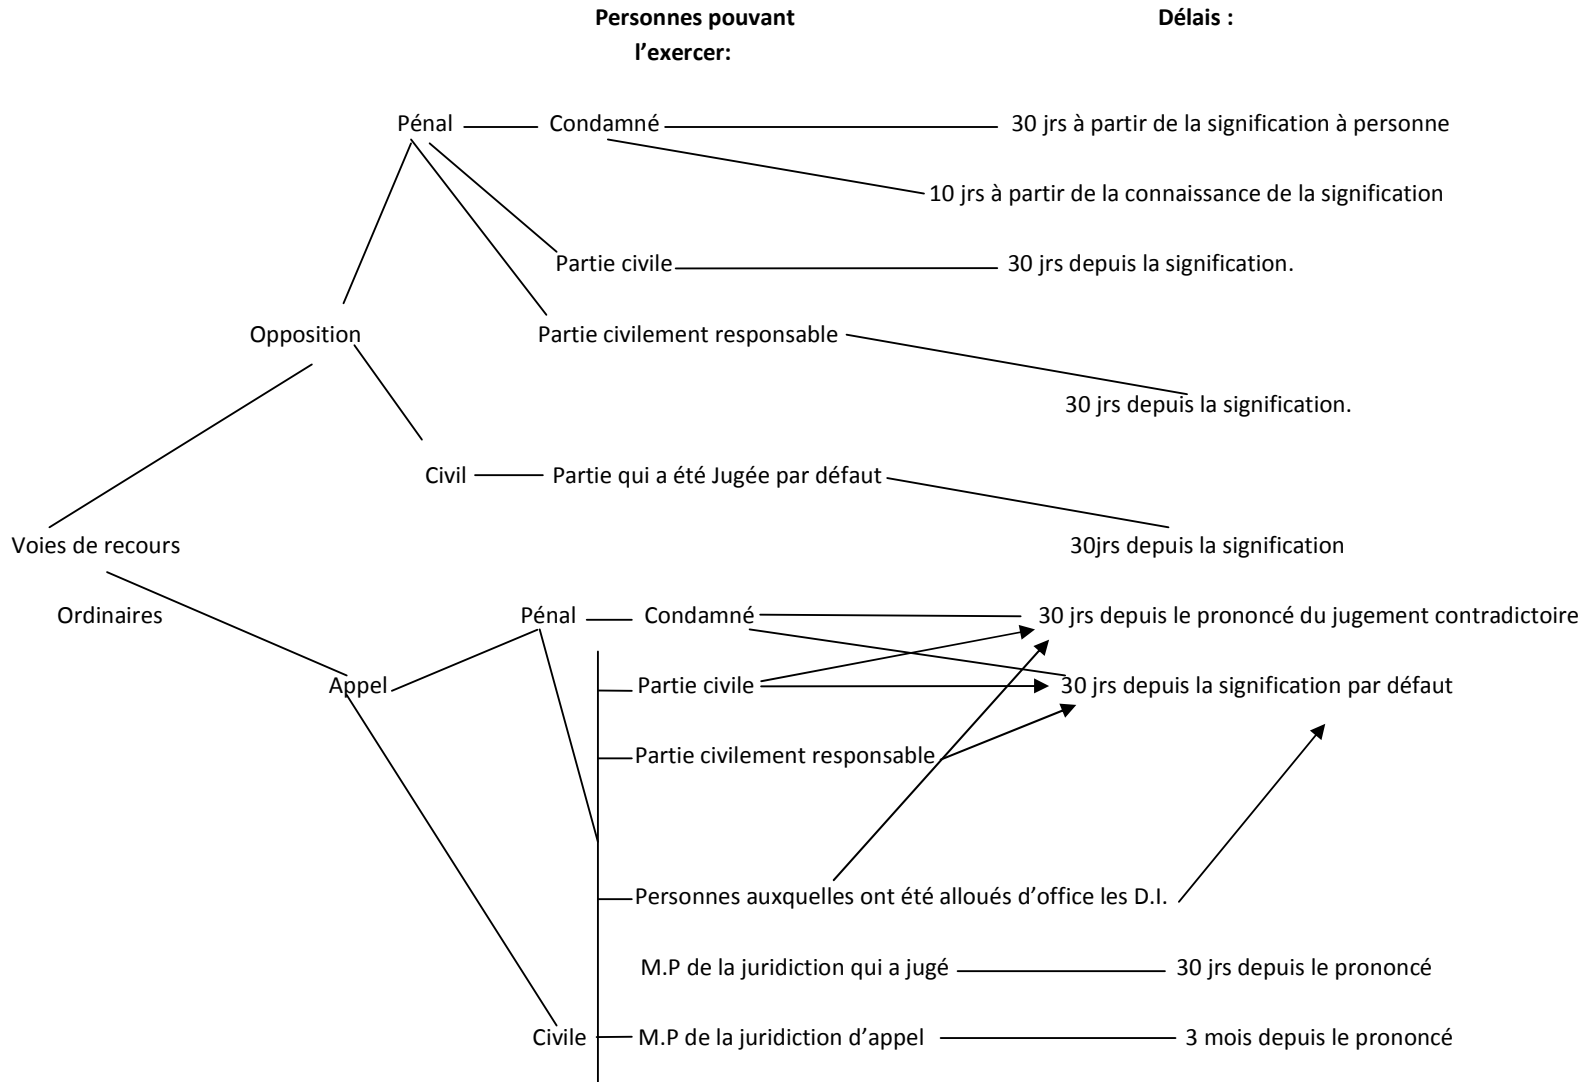 Personnes pouvant
l’exercer:
Délais :
Pénal
Condamné
30 jrs à partir de la signification à personne
10 jrs à partir de la connaissance de la signification
Partie civile
30 jrs depuis la signification.
Opposition
Partie civilement responsable
30 jrs depuis la signification.
Civil
Partie qui a été Jugée par défaut
Voies de recours
30jrs depuis la signification
Ordinaires
Pénal
Condamné
30 jrs depuis le prononcé du jugement contradictoire
Appel
Partie civile
30 jrs depuis la signification par défaut
Partie civilement responsable
Personnes auxquelles ont été alloués d’office les D.I.
M.P de la juridiction qui a jugé
30 jrs depuis le prononcé
Civile
M.P de la juridiction d’appel
3 mois depuis le prononcé